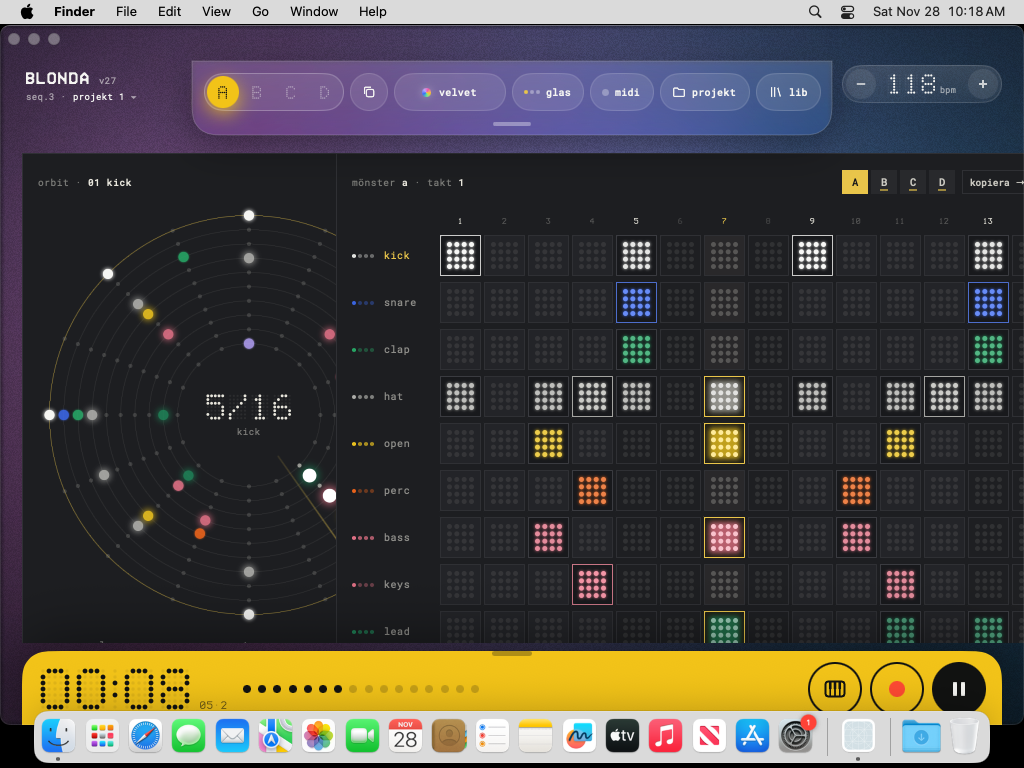 Finder File Edit View Go Window Help Sat Nov 28 10:18 AM
BLONDA v27
seq.3 · projekt 1
A B C D velvet glas midi projekt lib
− 118 bpm +
orbit · 01 kick
mönster a · takt 1
A B C D kopiera →
1 2 3 4 5 6 7 8 9 10 11 12 13
kick
snare
clap
hat
open
perc
bass
keys
lead
5/16
kick
00:03
05 2
NOV
28
tv
1